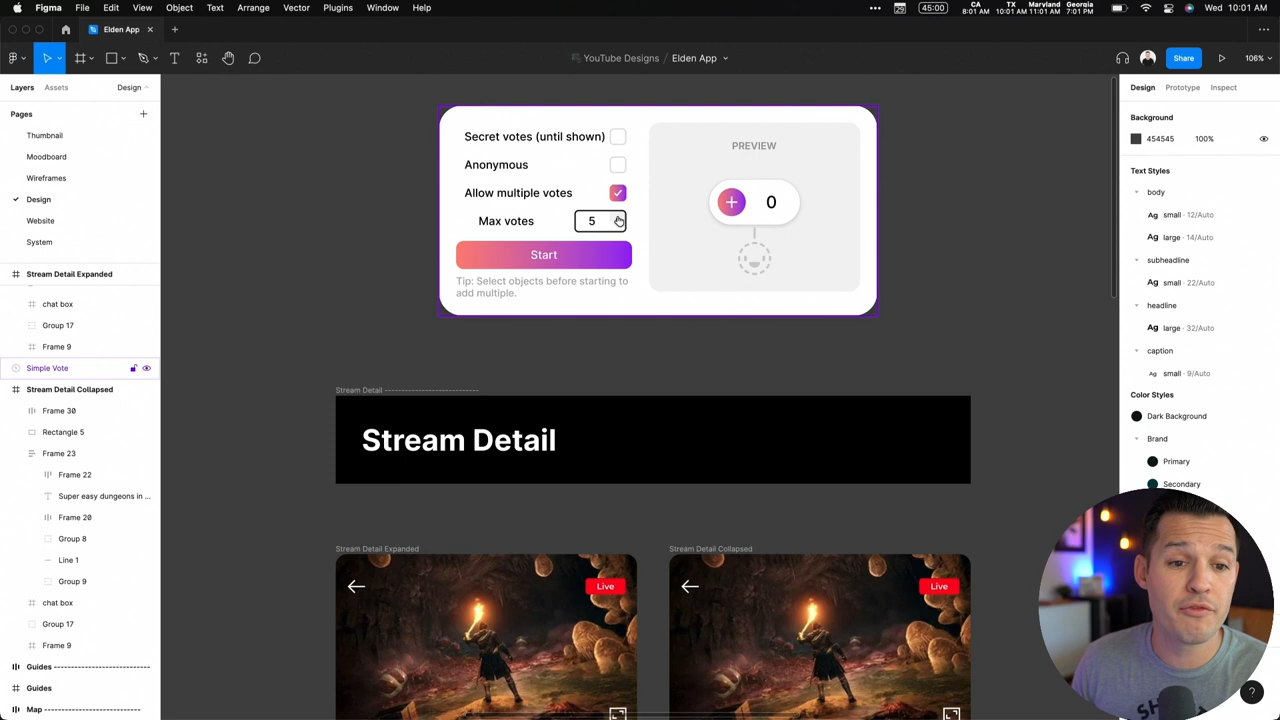 Figma File Edit View Object Text Arrange Vector Plugins Window Help
45:00
CA TX Maryland Georgia
7:01 AM 9:01 AM 10:01 AM 7:01 PM
Wed 10:01 AM
Elden App
YouTube Designs / Elden App
Share
106%
Layers Assets Design
Pages
Thumbnail
Moodboard
Wireframes
Design
Website
System
Stream Detail Expanded
chat box
Group 17
Frame 9
Simple Vote
Stream Detail Collapsed
Frame 30
Rectangle 5
Frame 23
Frame 22
Super easy dungeons in ...
Frame 20
Group 8
Line 1
Group 9
chat box
Group 17
Frame 9
Guides ----------------------------
Guides
Map ----------------------------
Secret votes (until shown)
Anonymous
Allow multiple votes
Max votes 5
Start
Tip: Select objects before starting to
add multiple.
PREVIEW
0
Stream Detail ----------------------------
Stream Detail
Stream Detail Expanded
Live
Stream Detail Collapsed
Live
Design Prototype Inspect
Background
454545 100%
Text Styles
body
Ag small · 12/Auto
Ag large · 14/Auto
subheadline
Ag small · 22/Auto
headline
Ag large · 32/Auto
caption
Ag small · 9/Auto
Color Styles
Dark Background
Brand
Primary
Secondary
?